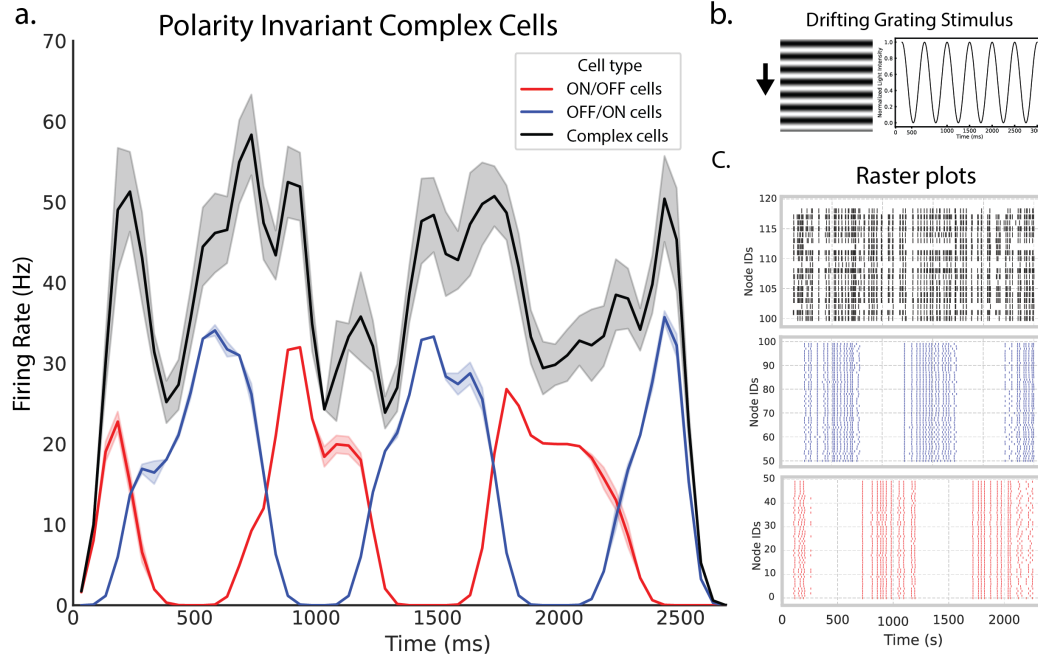 a.
Polarity Invariant Complex Cells
70
60
50
40
30
20
10
0
Firing Rate (Hz)
Cell type
ON/OFF cells
OFF/ON cells
Complex cells
0
500
1000
1500
2000
2500
Time (ms)
b.
Drifting Grating Stimulus
Normalized Light Intensity
1.0
0.8
0.6
0.4
0.2
0.0
0
500
1000
1500
2000
2500
Time (ms)
c.
Raster plots
Node IDs
120
115
110
105
100
Node IDs
100
90
80
70
60
50
Node IDs
50
40
30
20
10
0
0
500
1000
1500
2000
Time (s)